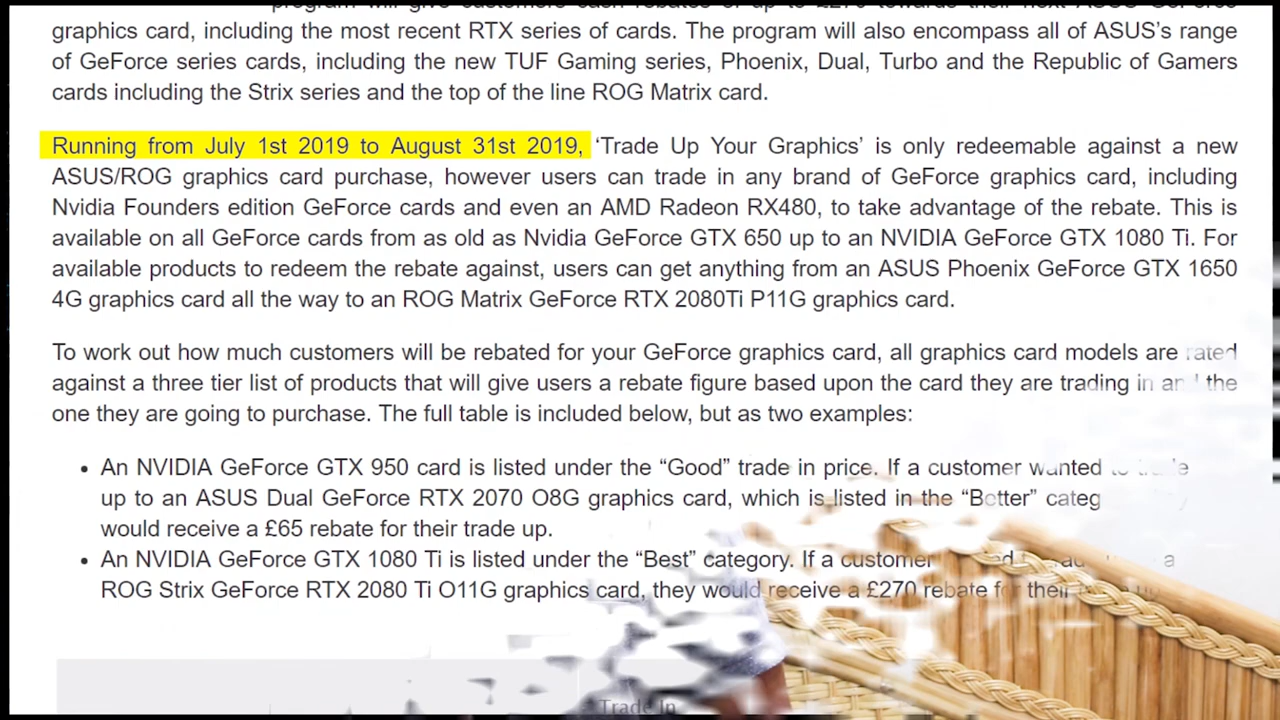 graphics card, including the most recent RTX series of cards. The program will also encompass all of ASUS's range
of GeForce series cards, including the new TUF Gaming series, Phoenix, Dual, Turbo and the Republic of Gamers
cards including the Strix series and the top of the line ROG Matrix card.
Running from July 1st 2019 to August 31st 2019, ‘Trade Up Your Graphics’ is only redeemable against a new
ASUS/ROG graphics card purchase, however users can trade in any brand of GeForce graphics card, including
Nvidia Founders edition GeForce cards and even an AMD Radeon RX480, to take advantage of the rebate. This is
available on all GeForce cards from as old as Nvidia GeForce GTX 650 up to an NVIDIA GeForce GTX 1080 Ti. For
available products to redeem the rebate against, users can get anything from an ASUS Phoenix GeForce GTX 1650
4G graphics card all the way to an ROG Matrix GeForce RTX 2080Ti P11G graphics card.
To work out how much customers will be rebated for your GeForce graphics card, all graphics card models are rated
against a three tier list of products that will give users a rebate figure based upon the card they are trading in and the
one they are going to purchase. The full table is included below, but as two examples:
• An NVIDIA GeForce GTX 950 card is listed under the “Good” trade in price. If a customer wanted
up to an ASUS Dual GeForce RTX 2070 O8G graphics card, which is listed in the “Better”
would receive a £65 rebate for their trade up.
• An NVIDIA GeForce GTX 1080 Ti is listed under the “Best” category. If a customer a
ROG Strix GeForce RTX 2080 Ti O11G graphics card, they would receive a £270 rebate for their
Trade In